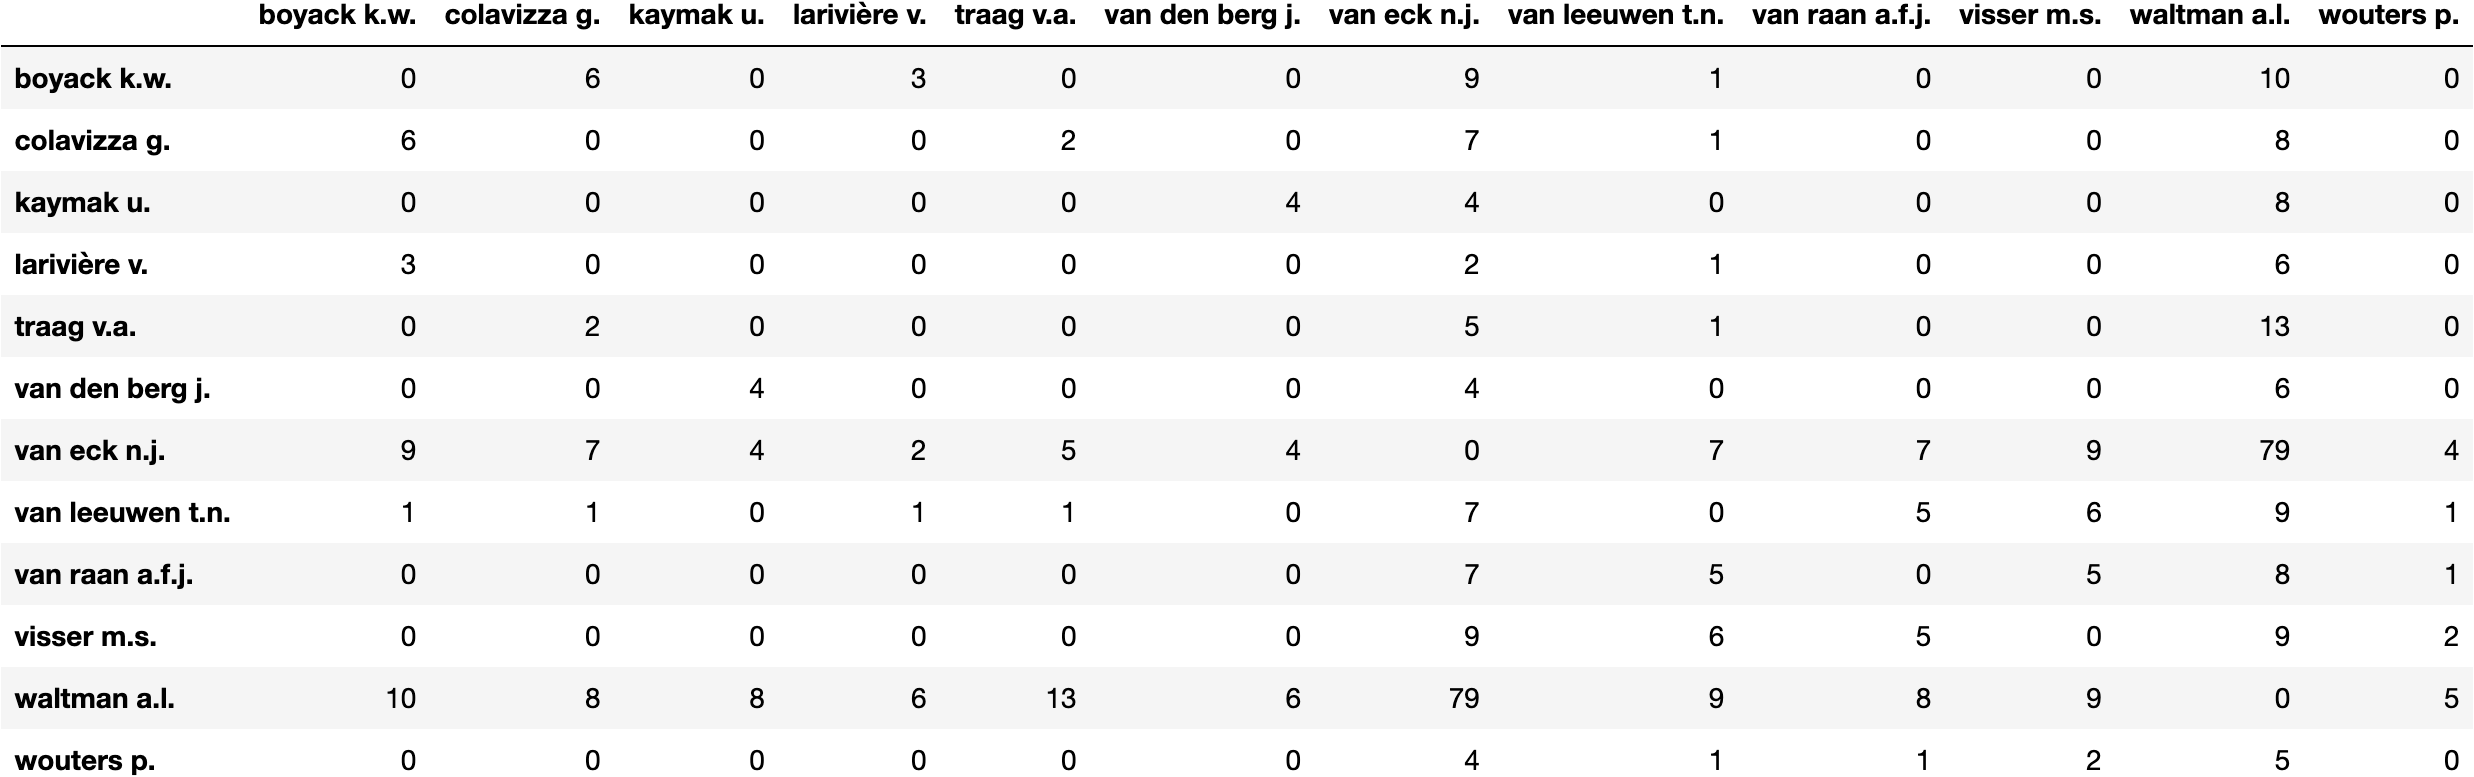 boyack k.w. colavizza g. kaymak u. larivière v. traag v.a. van den berg j. van eck n.j. van leeuwen t.n. van raan a.f.j. visser m.s. waltman a.l. wouters p.
boyack k.w. 0 6 0 3 0 0 9 1 0 0 10 0
colavizza g. 6 0 0 0 2 0 7 1 0 0 8 0
kaymak u. 0 0 0 0 0 4 4 0 0 0 8 0
larivière v. 3 0 0 0 0 0 2 1 0 0 6 0
traag v.a. 0 2 0 0 0 0 5 1 0 0 13 0
van den berg j. 0 0 4 0 0 0 4 0 0 0 6 0
van eck n.j. 9 7 4 2 5 4 0 7 7 9 79 4
van leeuwen t.n. 1 1 0 1 1 0 7 0 5 6 9 1
van raan a.f.j. 0 0 0 0 0 0 7 5 0 5 8 1
visser m.s. 0 0 0 0 0 0 9 6 5 0 9 2
waltman a.l. 10 8 8 6 13 6 79 9 8 9 0 5
wouters p. 0 0 0 0 0 0 4 1 1 2 5 0